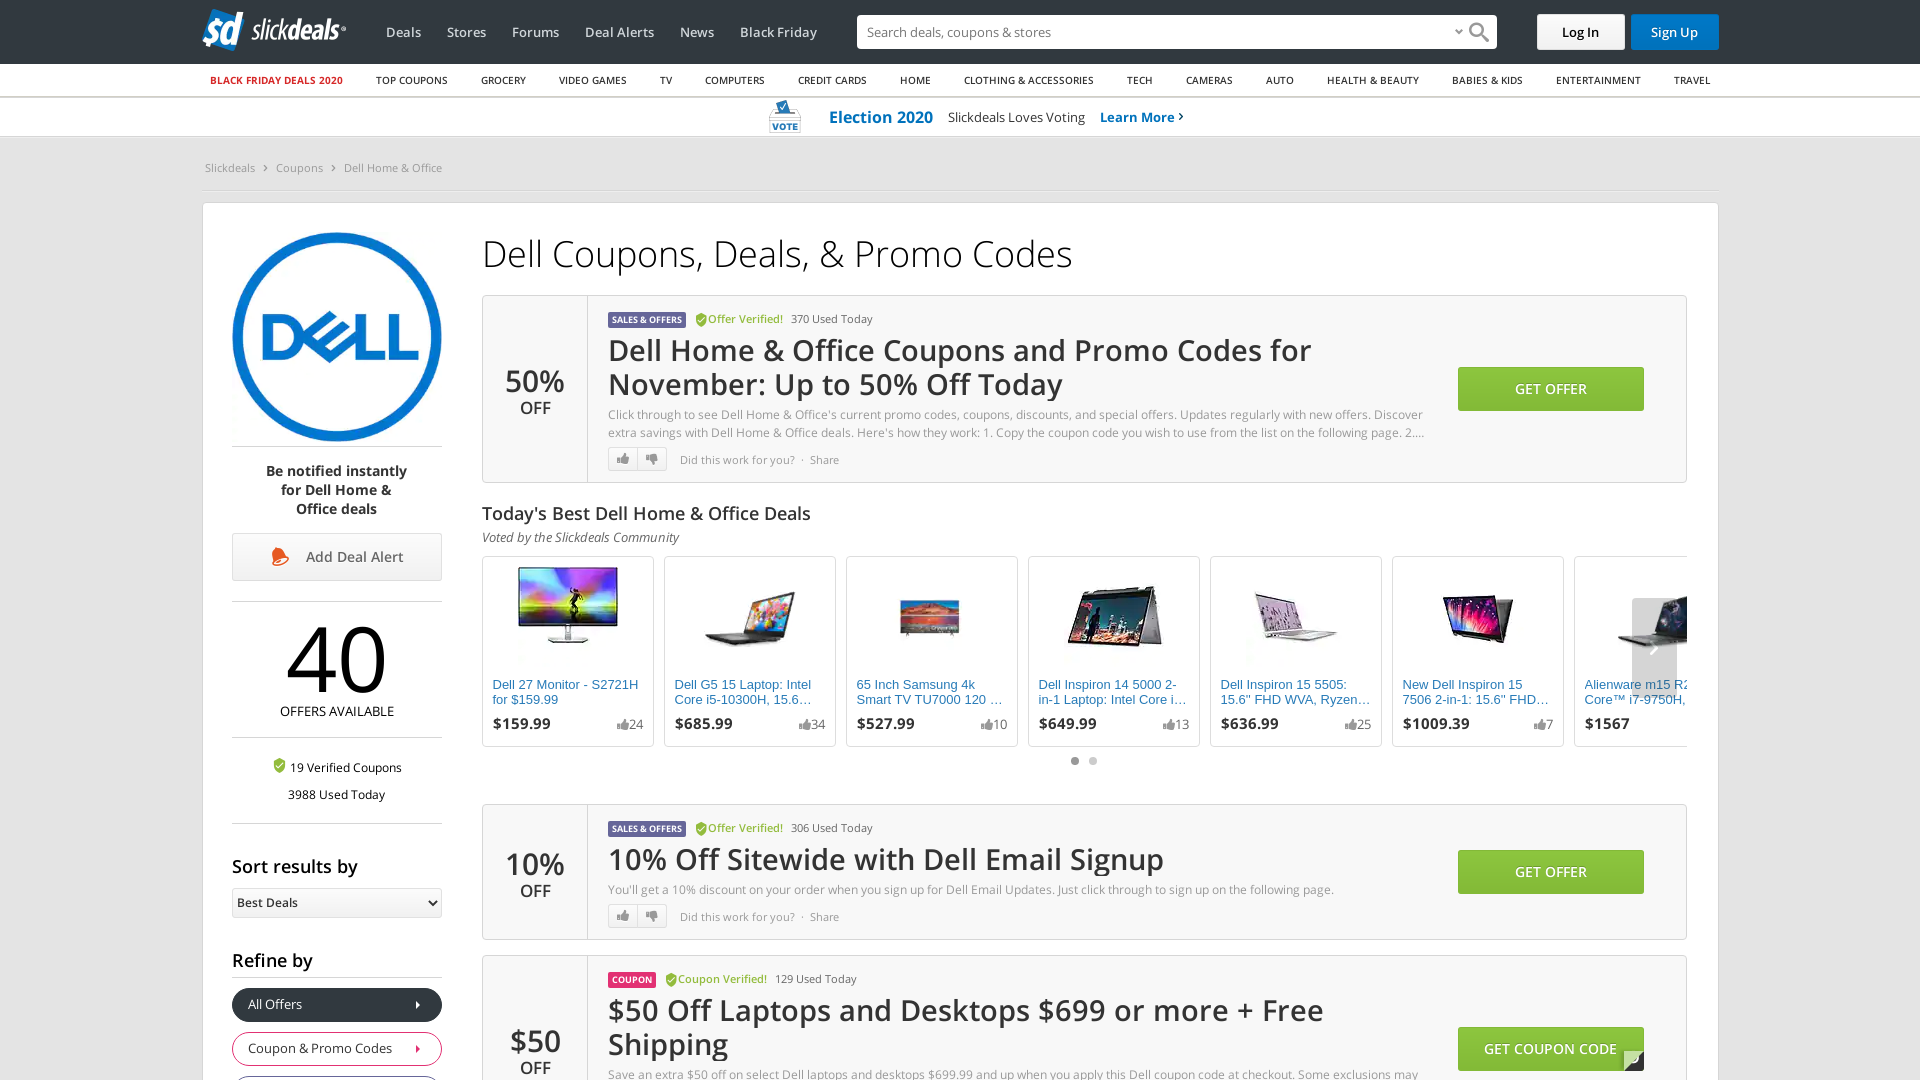 slickdeals
Deals
Stores
Forums
Deal Alerts
News
Black Friday
Search deals, coupons & stores
Log In
Sign Up
BLACK FRIDAY DEALS 2020
TOP COUPONS
GROCERY
VIDEO GAMES
TV
COMPUTERS
CREDIT CARDS
HOME
CLOTHING & ACCESSORIES
TECH
CAMERAS
AUTO
HEALTH & BEAUTY
BABIES & KIDS
ENTERTAINMENT
TRAVEL
VOTE
Election 2020 Slickdeals Loves Voting Learn More
Slickdeals
Coupons
Dell Home & Office
DELL
Be notified instantly
for Dell Home &
Office deals
Add Deal Alert
40
OFFERS AVAILABLE
19 Verified Coupons
3988 Used Today
Sort results by
Best Deals
Refine by
All Offers
Coupon & Promo Codes
Dell Coupons, Deals, & Promo Codes
50%
OFF
SALES & OFFERS Offer Verified! 370 Used Today
Dell Home & Office Coupons and Promo Codes for
November: Up to 50% Off Today
Click through to see Dell Home & Office's current promo codes, coupons, discounts, and special offers. Updates regularly with new offers. Discover
extra savings with Dell Home & Office deals. Here's how they work: 1. Copy the coupon code you wish to use from the list on the following page. 2....
Did this work for you? · Share
GET OFFER
Today's Best Dell Home & Office Deals
Voted by the Slickdeals Community
Dell 27 Monitor - S2721H
for $159.99
$159.99
24
Dell G5 15 Laptop: Intel
Core i5-10300H, 15.6…
$685.99
34
65 Inch Samsung 4k
Smart TV TU7000 120 …
$527.99
10
Dell Inspiron 14 5000 2-
in-1 Laptop: Intel Core i…
$649.99
13
Dell Inspiron 15 5505:
15.6'' FHD WVA, Ryzen…
$636.99
25
New Dell Inspiron 15
7506 2-in-1: 15.6'' FHD…
$1009.39
7
Alienware m15 R2
Core™ i7-9750H,
$1567
10%
OFF
SALES & OFFERS Offer Verified! 306 Used Today
10% Off Sitewide with Dell Email Signup
You'll get a 10% discount on your order when you sign up for Dell Email Updates. Just click through to sign up on the following page.
Did this work for you? · Share
GET OFFER
$50
OFF
COUPON Coupon Verified! 129 Used Today
$50 Off Laptops and Desktops $699 or more + Free
Shipping
Save an extra $50 off on select Dell laptops and desktops $699.99 and up when you apply this Dell coupon code at checkout. Some exclusions may
GET COUPON CODE